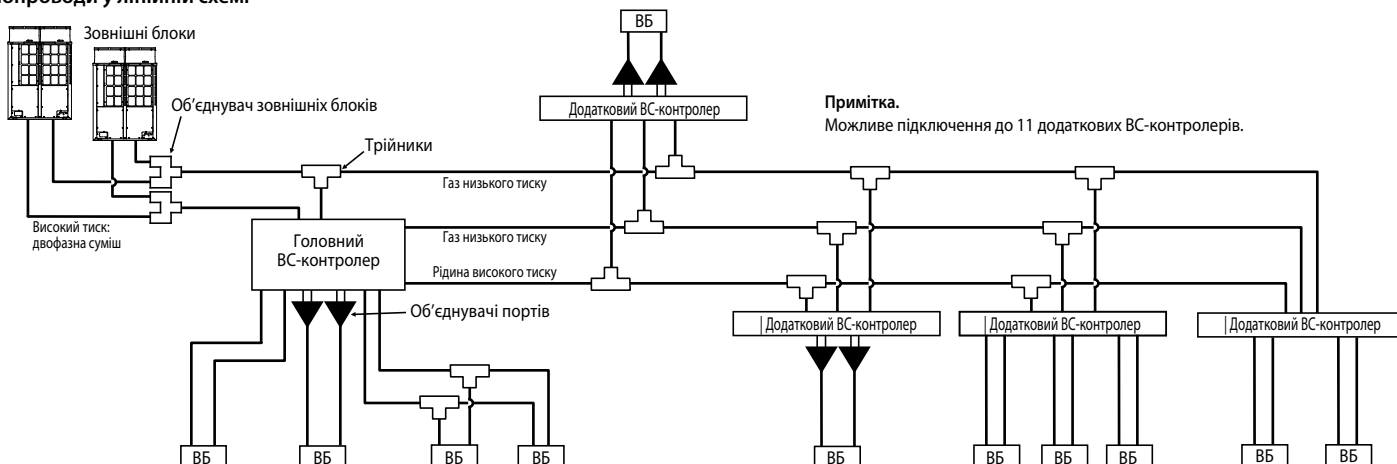 Зовнішні блоки
ВБ
Об’єднувач зовнішніх блоків
Додатковий ВС-контролер
Примітка.
Можливе підключення до 11 додаткових ВС-контролерів.
Трійники
Газ низького тиску
Високий тиск:
двофазна суміш
Головний
ВС-контролер
Газ низького тиску
Рідина високого тиску
Об’єднувачі портів
Додатковий ВС-контролер
Додатковий ВС-контролер
Додатковий ВС-контролер
ВБ
ВБ
ВБ
ВБ
ВБ
ВБ
ВБ
ВБ
ВБ
ВБ